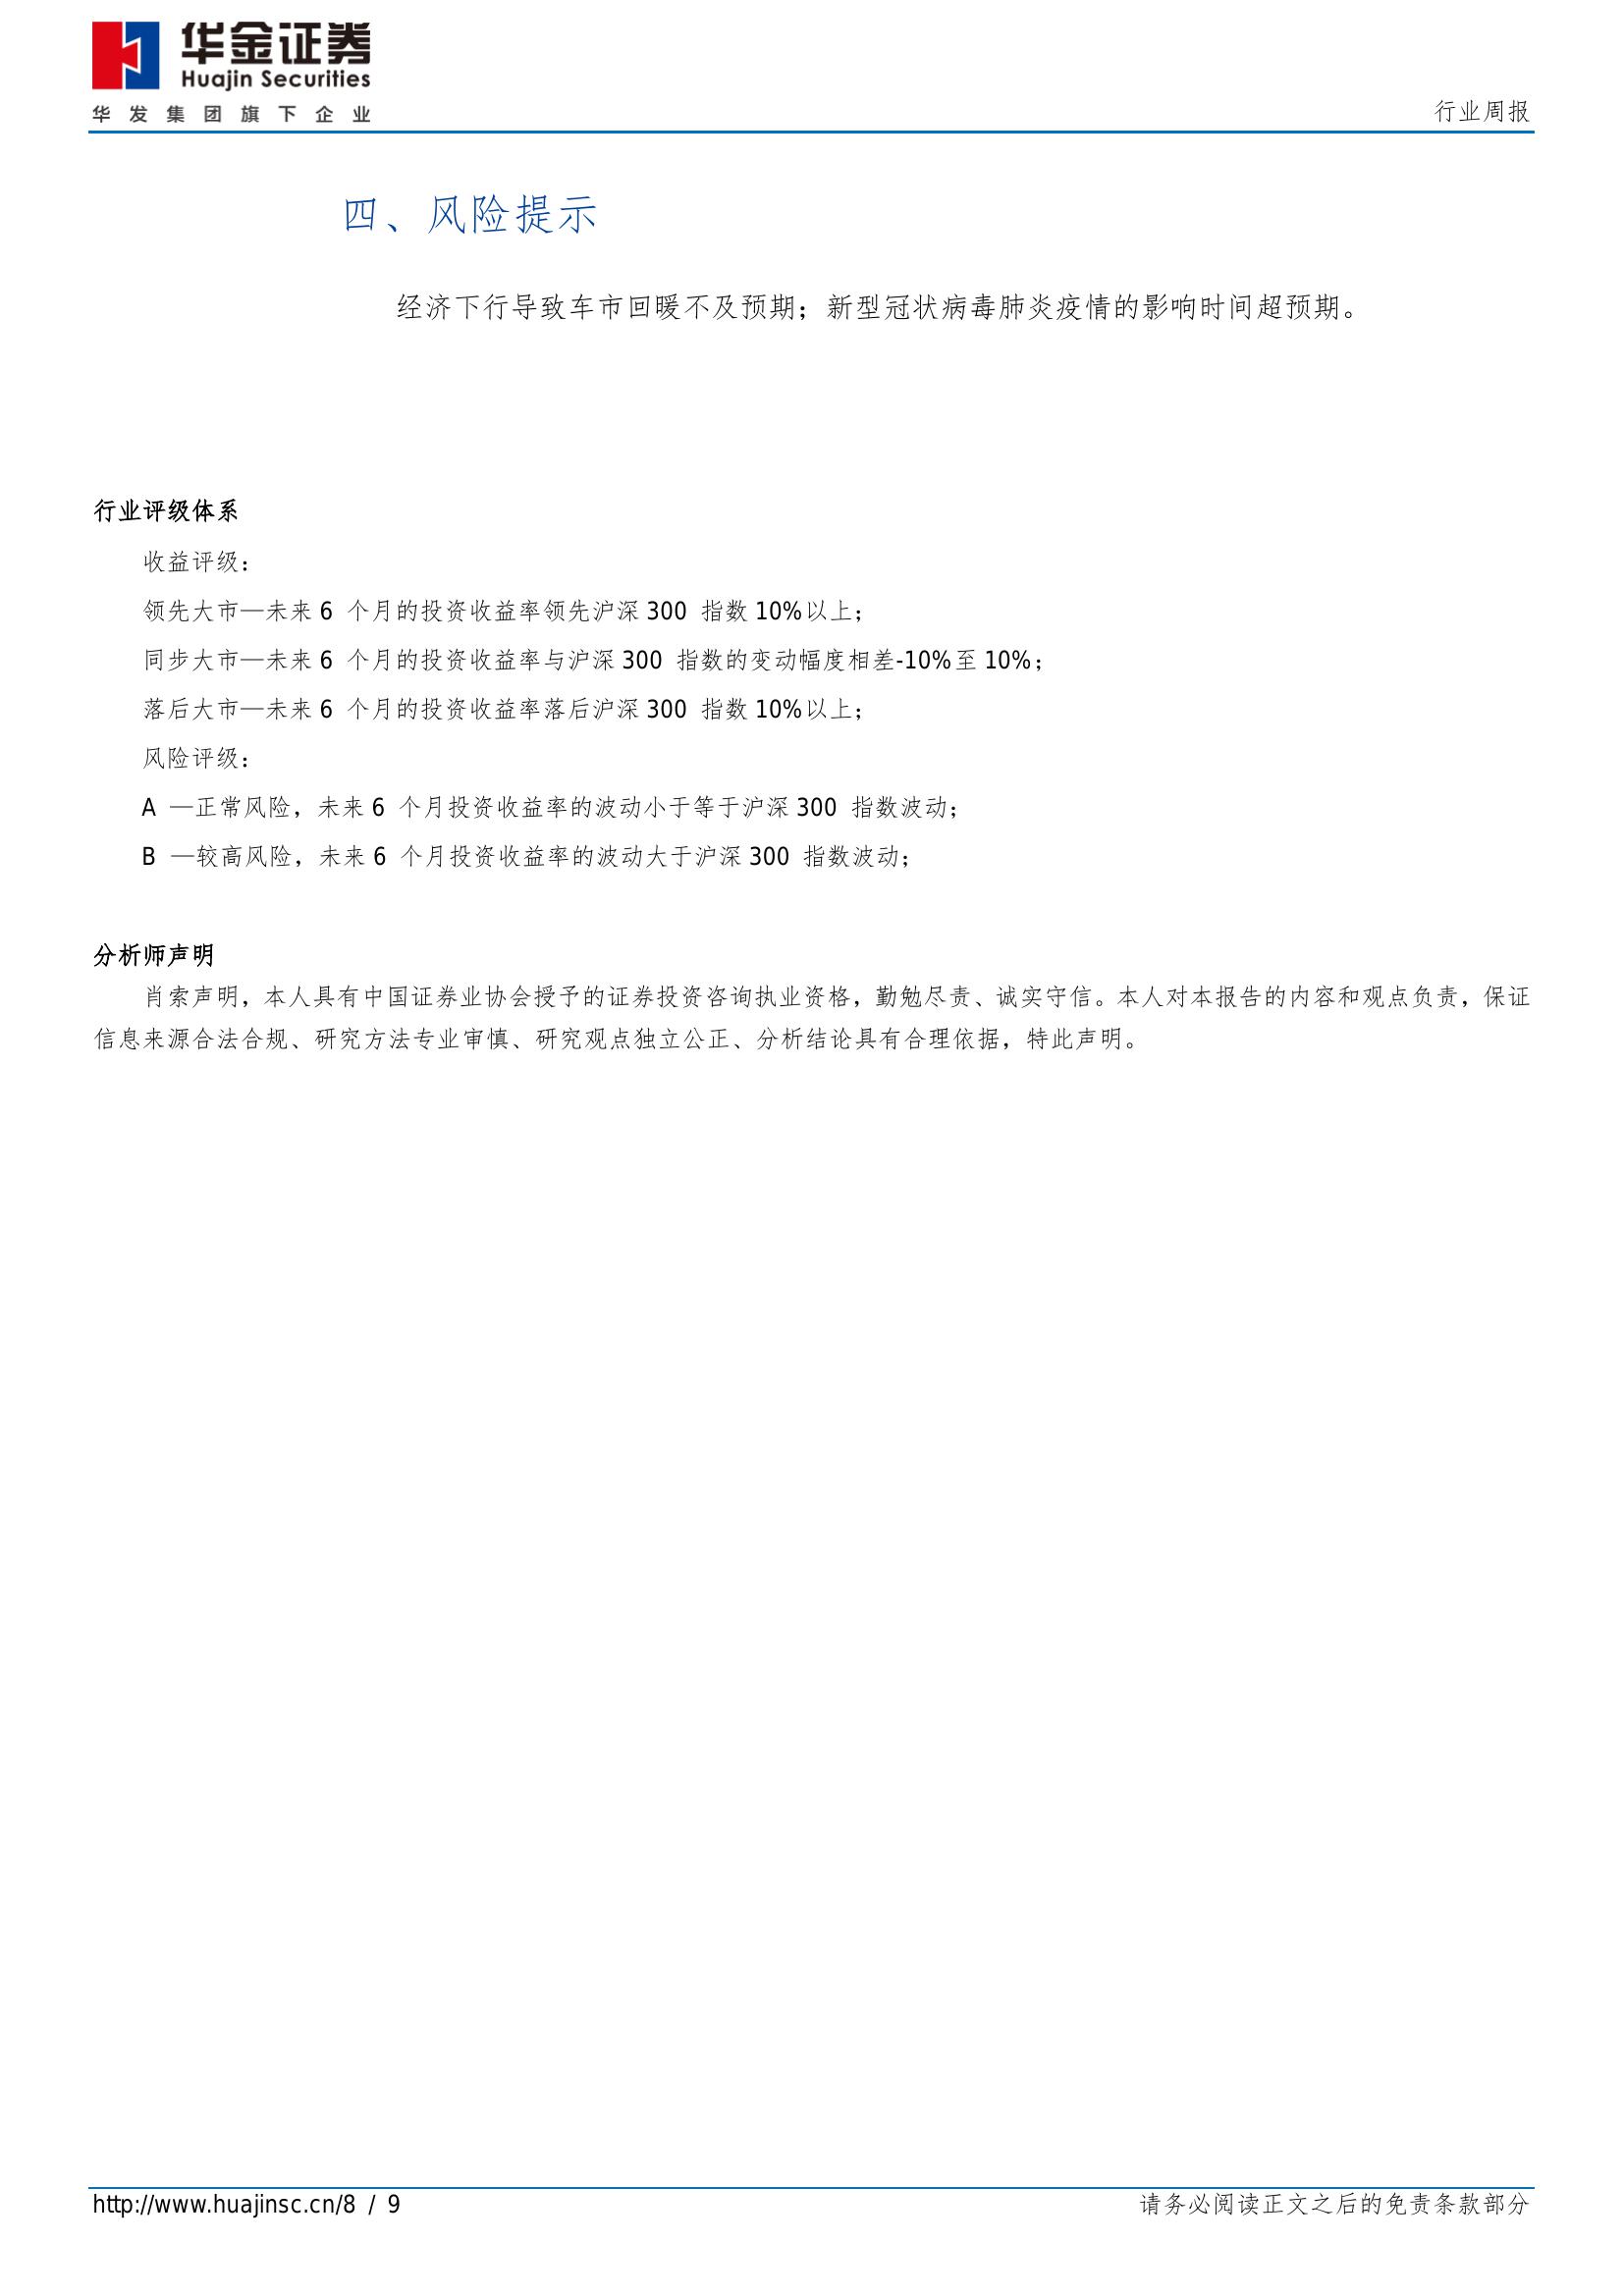 华金证券
Huajin Securities
华发集团旗下企业
行业周报
四、风险提示
经济下行导致车市回暖不及预期；新型冠状病毒肺炎疫情的影响时间超预期。
行业评级体系
收益评级：
领先大市—未来 6 个月的投资收益率领先沪深 300 指数 10%以上；
同步大市—未来 6 个月的投资收益率与沪深 300 指数的变动幅度相差-10%至 10%；
落后大市—未来 6 个月的投资收益率落后沪深 300 指数 10%以上；
风险评级：
A —正常风险，未来 6 个月投资收益率的波动小于等于沪深 300 指数波动；
B —较高风险，未来 6 个月投资收益率的波动大于沪深 300 指数波动；
分析师声明
肖索声明，本人具有中国证券业协会授予的证券投资咨询执业资格，勤勉尽责、诚实守信。本人对本报告的内容和观点负责，保证
信息来源合法合规、研究方法专业审慎、研究观点独立公正、分析结论具有合理依据，特此声明。
http://www.huajinsc.cn/8 / 9
请务必阅读正文之后的免责条款部分